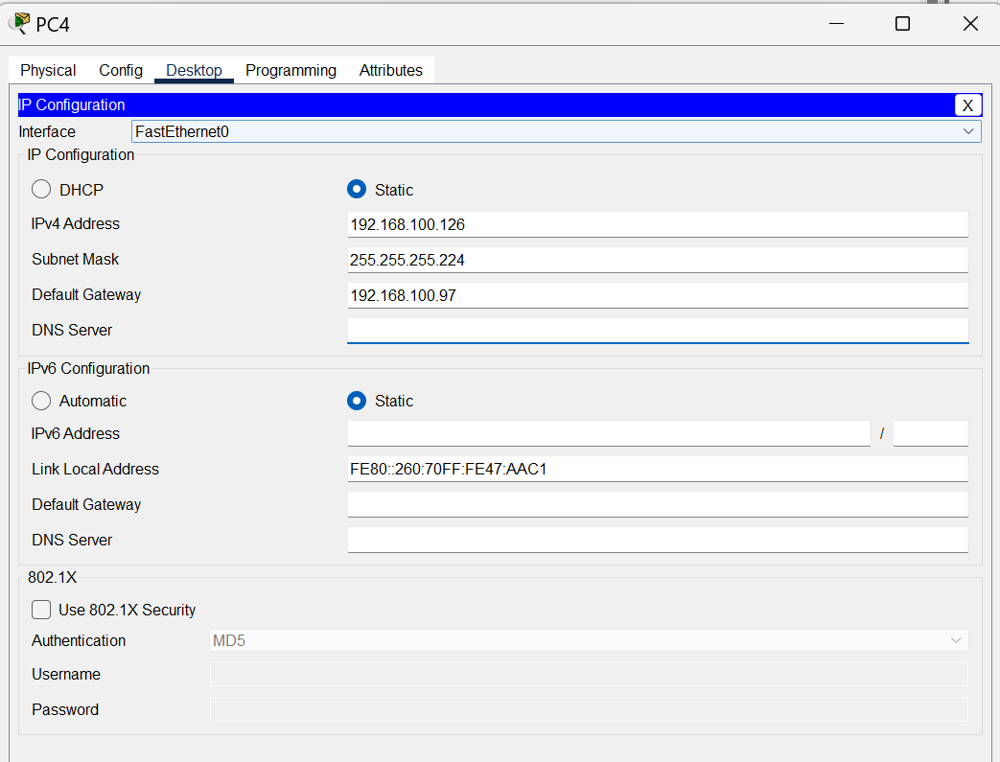 PC4
Physical Config Desktop Programming Attributes
IP Configuration X
Interface FastEthernet0
IP Configuration
DHCP Static
IPv4 Address 192.168.100.126
Subnet Mask 255.255.255.224
Default Gateway 192.168.100.97
DNS Server
IPv6 Configuration
Automatic Static
IPv6 Address /
Link Local Address FE80::260:70FF:FE47:AAC1
Default Gateway
DNS Server
802.1X
Use 802.1X Security
Authentication MD5
Username
Password